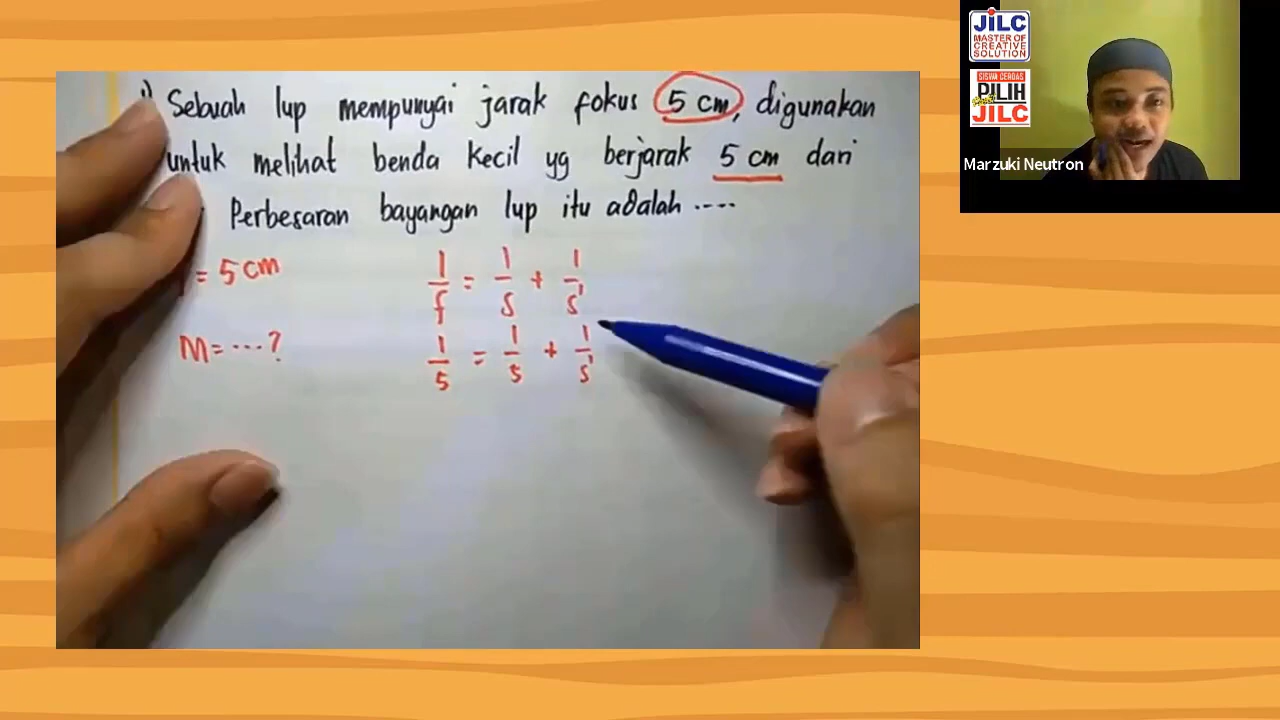 1) Sebuah lup mempunyai jarak fokus 5 cm, digunakan
untuk melihat benda kecil yg berjarak 5 cm dari
Perbesaran bayangan lup itu adalah ....
= 5 cm
M = ...?
1/f = 1/s + 1/s'
1/5 = 1/5 + 1/s'
JILC
MASTER OF
CREATIVE
SOLUTION
SISWA CERDAS
PILIH
JILC
Marzuki Neutron